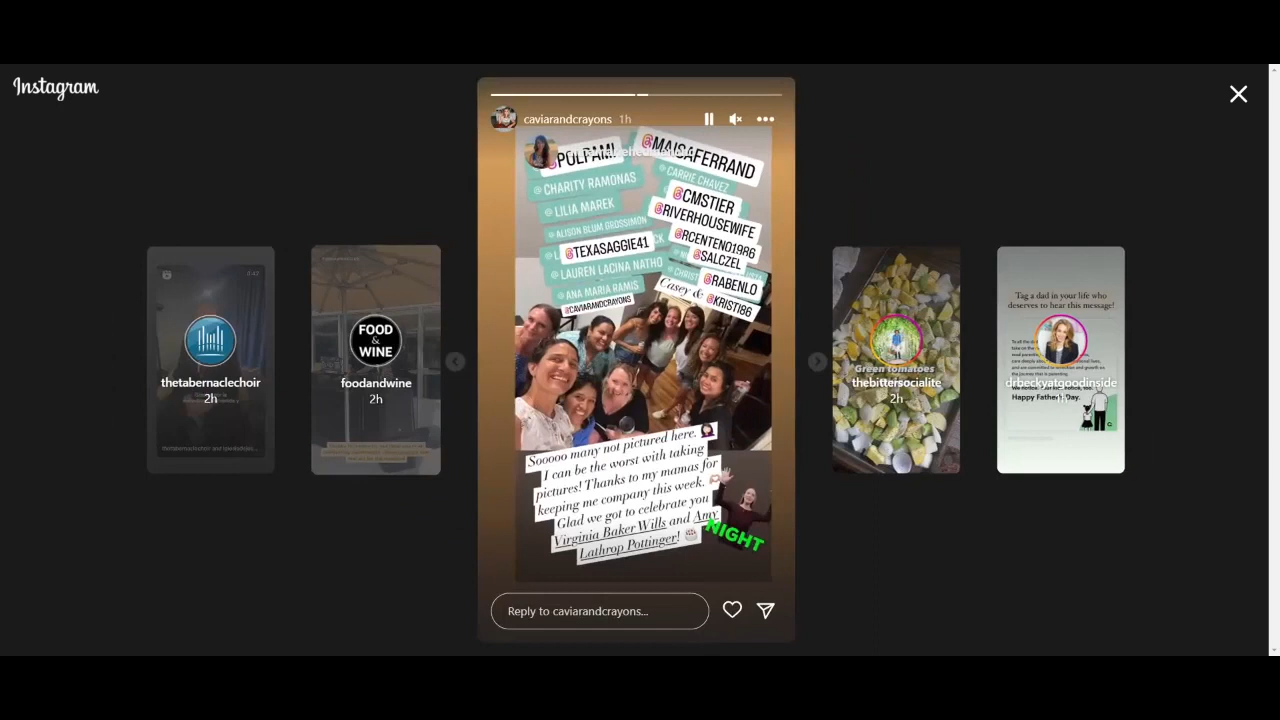 Instagram
caviarandcrayons 1h
@POLPAMI
@MAISAFERRAND
@ CHARITY RAMONAS
@ CARRIE CHAVEZ
@ LILIA MAREK
@CMSTIER
@ ALISON BLUM GROSSIMON
@RIVERHOUSEWIFE
@TEXASAGGIE41
@RCENTENO1986
@SALCZEL
@ LAUREN LACINA NATHO
@RABENLO
@ ANA MARIA RAMIS
Casey & @KRISTI86
@CAVIARANDCRAYONS
Sooooo many not pictured here.
I can be the worst with taking
pictures! Thanks to my mamas for
keeping me company this week.
Glad we got to celebrate you
Virginia Baker Wills and Amy
Lathrop Pottinger!
NIGHT
Reply to caviarandcrayons...
0:43
thetabernaclechoir
2h
FOOD
&
WINE
foodandwine
2h
Green tomatoes
thebittersocialite
2h
Tag a dad in your life who
deserves to hear this message!
drbeckyatgoodinside
Happy Father's Day.